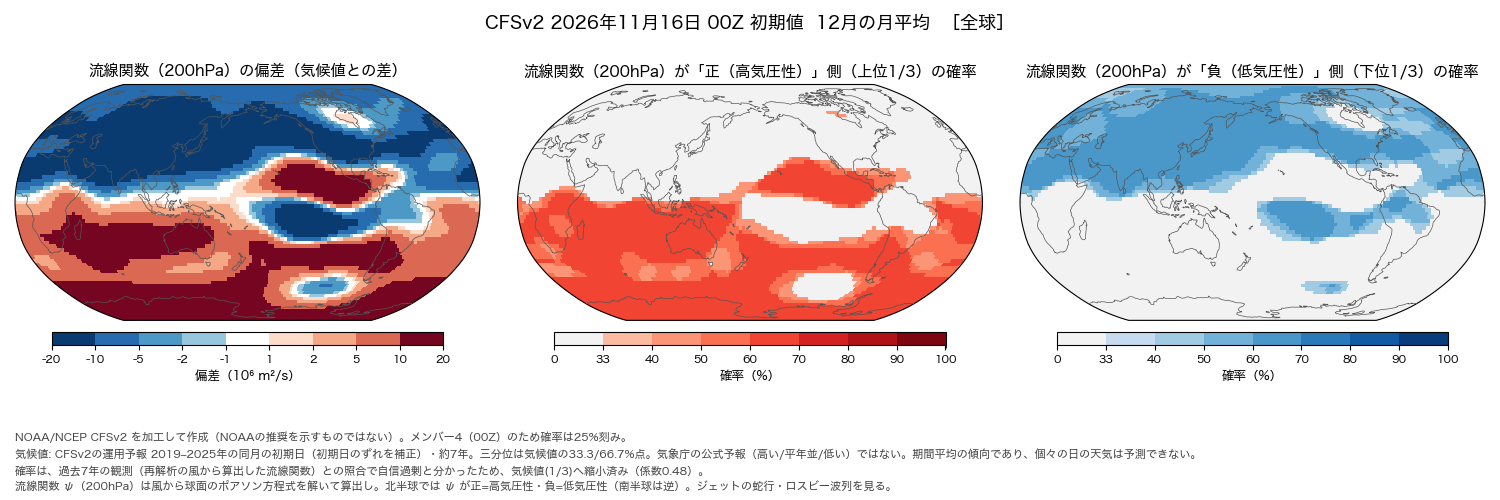 CFSv2 2026年11月16日 00Z 初期値 12月の月平均 ［全球］
流線関数（200hPa）の偏差（気候値との差）
流線関数（200hPa）が「正（高気圧性）」側（上位1/3）の確率
流線関数（200hPa）が「負（低気圧性）」側（下位1/3）の確率
-20 -10 -5 -2 -1 1 2 5 10 20
偏差（10⁶ m²/s）
0 33 40 50 60 70 80 90 100
確率（%）
0 33 40 50 60 70 80 90 100
確率（%）
NOAA/NCEP CFSv2 を加工して作成（NOAAの推奨を示すものではない）。メンバー4（00Z）のため確率は25%刻み。
気候値: CFSv2の運用予報 2019–2025年の同月の初期日（初期日のずれを補正）・約7年。三分位は気候値の33.3/66.7%点。気象庁の公式予報（高い/平年並/低い）ではない。期間平均の傾向であり、個々の日の天気は予測できない。
確率は、過去7年の観測（再解析の風から算出した流線関数）との照合で自信過剰と分かったため、気候値(1/3)へ縮小済み（係数0.48）。
流線関数 ψ（200hPa）は風から球面のポアソン方程式を解いて算出し。北半球では ψ が正=高気圧性・負=低気圧性（南半球は逆）。ジェットの蛇行・ロスビー波列を見る。